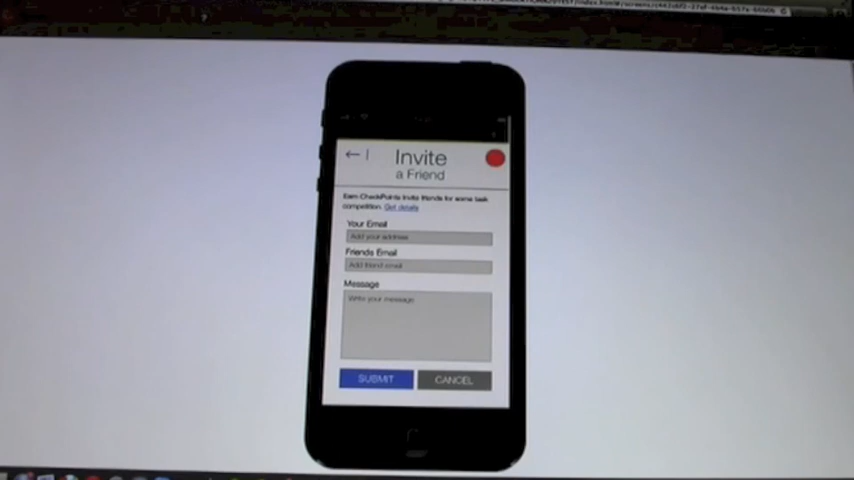 Invite
a Friend
Earn CheckPoints Invite friends for some task
competition. Get details
Your Email
Add your address
Friends Email
Add friend email
Message
Write your message
SUBMIT CANCEL